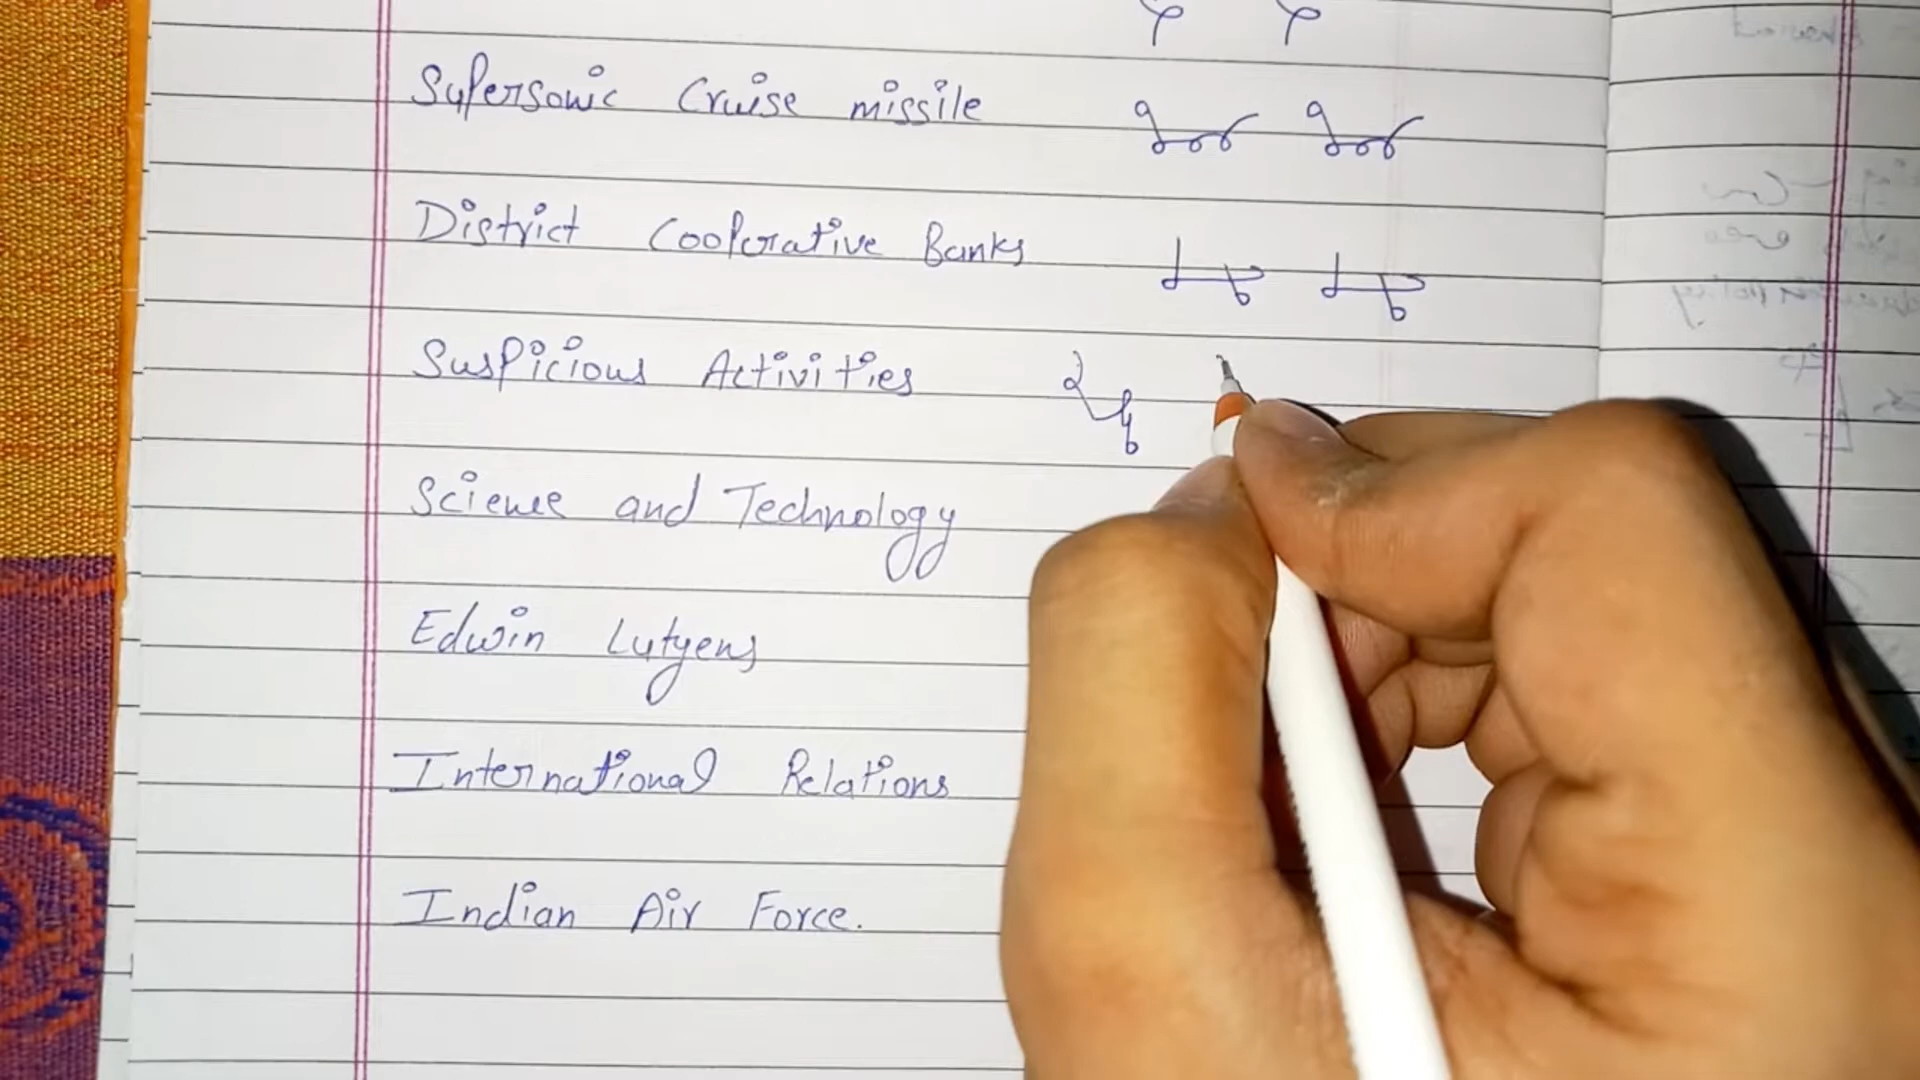 Supersonic Cruise missile
District Cooperative Banks
Suspicious Activities
Science and Technology
Edwin Lutyens
International Relations
Indian Air Force.